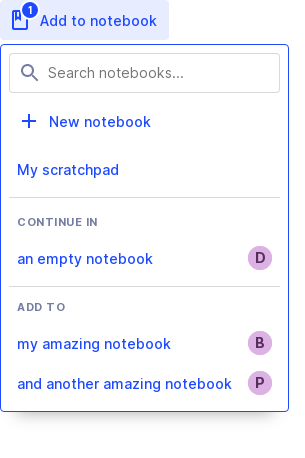 1
Add to notebook
Search notebooks...
New notebook
My scratchpad
CONTINUE IN
an empty notebook D
ADD TO
my amazing notebook B
and another amazing notebook P